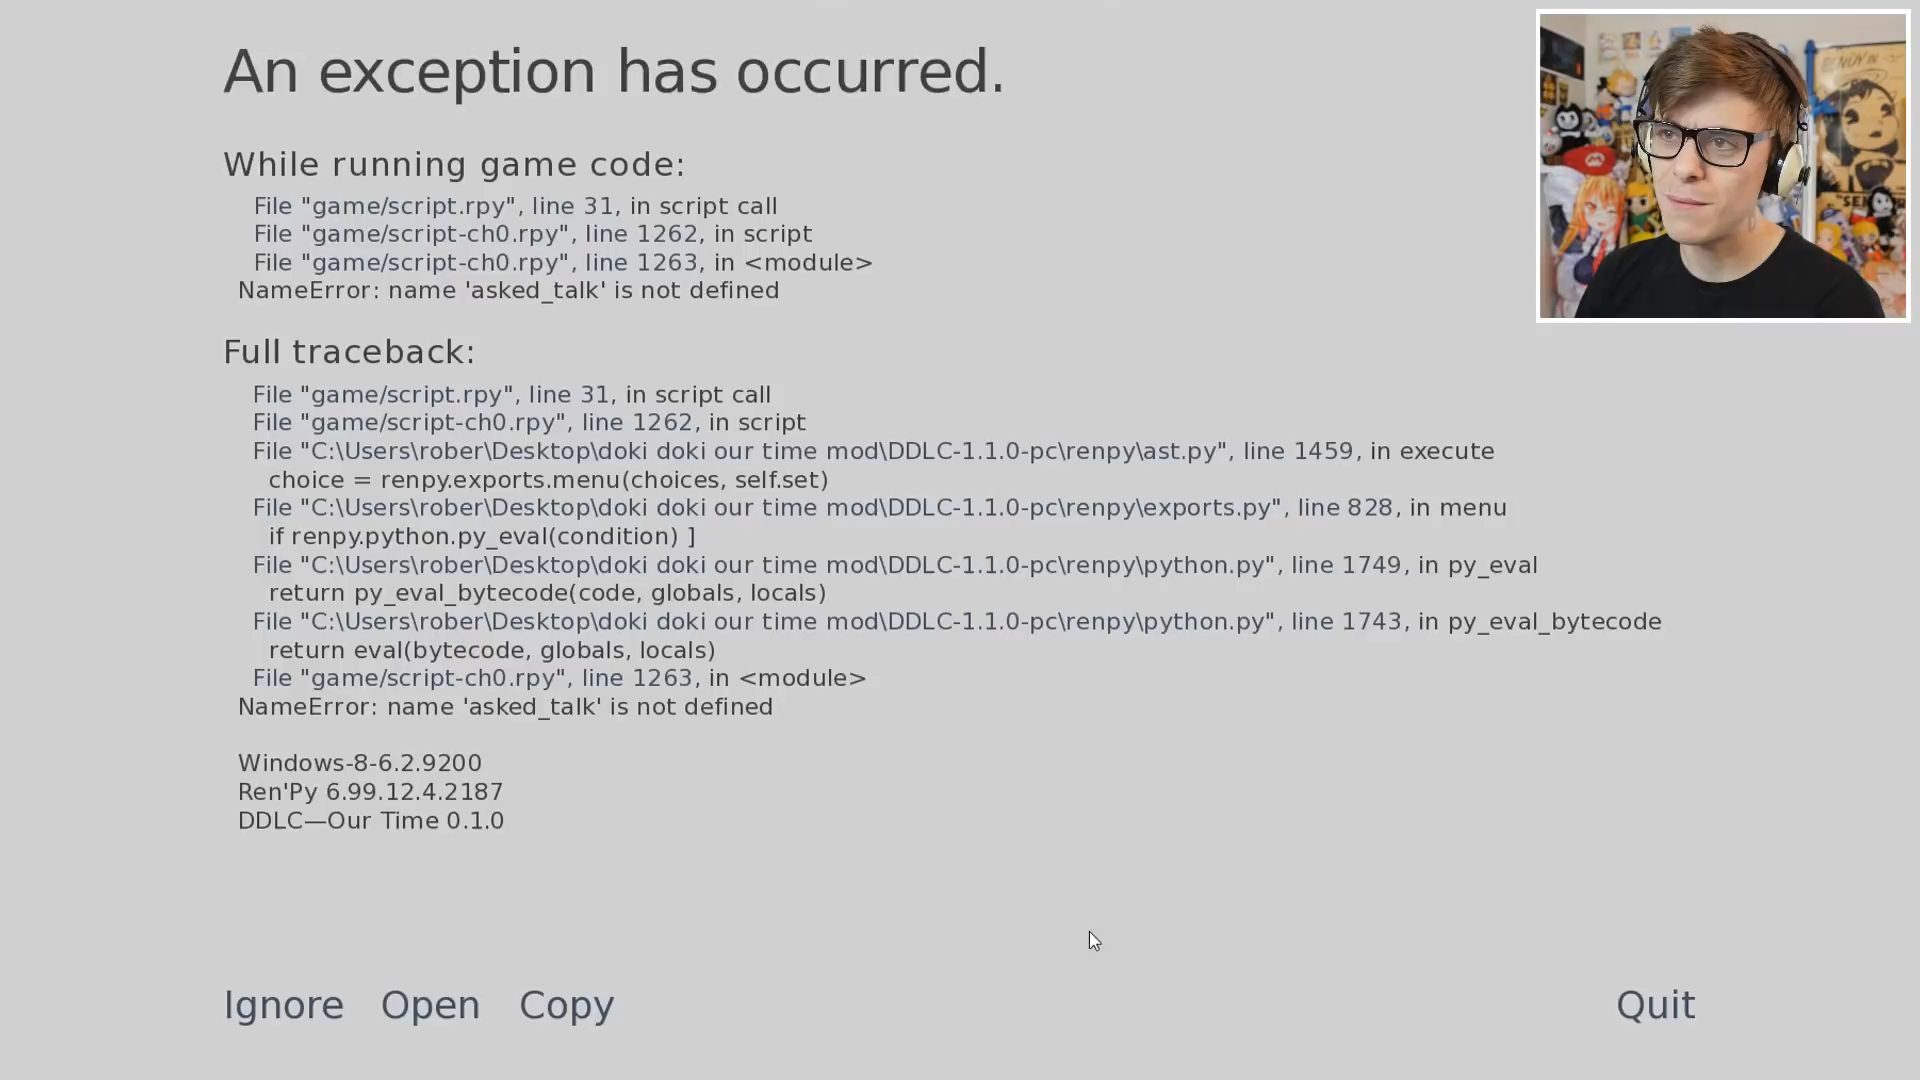 An exception has occurred.
While running game code:
File "game/script.rpy", line 31, in script call
File "game/script-ch0.rpy", line 1262, in script
File "game/script-ch0.rpy", line 1263, in <module>
NameError: name 'asked_talk' is not defined
Full traceback:
File "game/script.rpy", line 31, in script call
File "game/script-ch0.rpy", line 1262, in script
File "C:\Users\rober\Desktop\doki doki our time mod\DDLC-1.1.0-pc\renpy\ast.py", line 1459, in execute
choice = renpy.exports.menu(choices, self.set)
File "C:\Users\rober\Desktop\doki doki our time mod\DDLC-1.1.0-pc\renpy\exports.py", line 828, in menu
if renpy.python.py_eval(condition) ]
File "C:\Users\rober\Desktop\doki doki our time mod\DDLC-1.1.0-pc\renpy\python.py", line 1749, in py_eval
return py_eval_bytecode(code, globals, locals)
File "C:\Users\rober\Desktop\doki doki our time mod\DDLC-1.1.0-pc\renpy\python.py", line 1743, in py_eval_bytecode
return eval(bytecode, globals, locals)
File "game/script-ch0.rpy", line 1263, in <module>
NameError: name 'asked_talk' is not defined
Windows-8-6.2.9200
Ren'Py 6.99.12.4.2187
DDLC—Our Time 0.1.0
Ignore Open Copy Quit